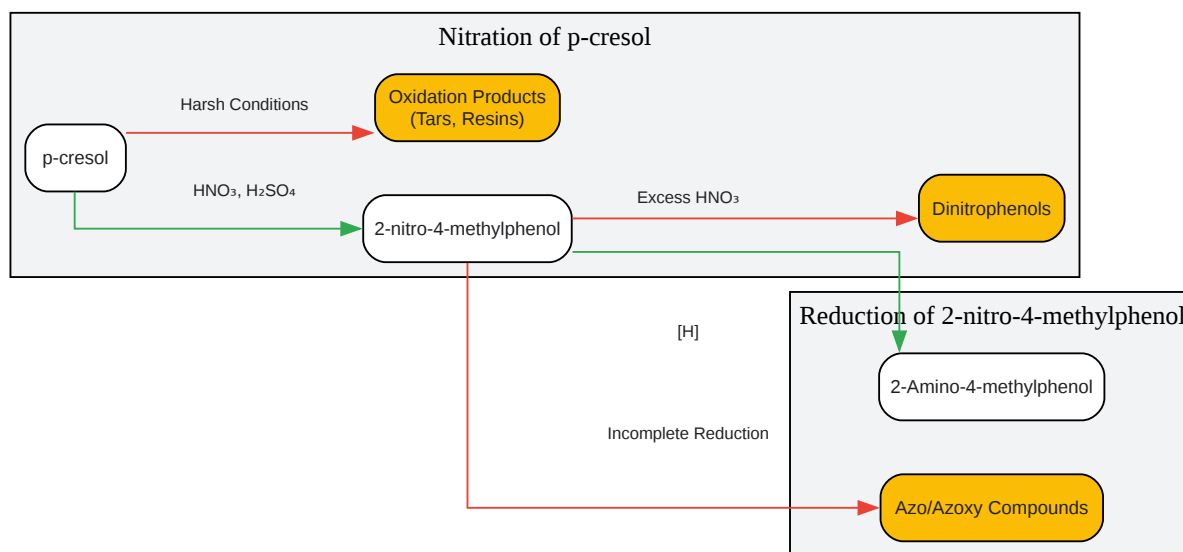 Nitration of p-cresol
Harsh Conditions
Oxidation Products
(Tars, Resins)
p-cresol
HNO₃, H₂SO₄
2-nitro-4-methylphenol
Excess HNO₃
Dinitrophenols
Reduction of 2-nitro-4-methylphenol
[H]
2-Amino-4-methylphenol
Incomplete Reduction
Azo/Azoxy Compounds